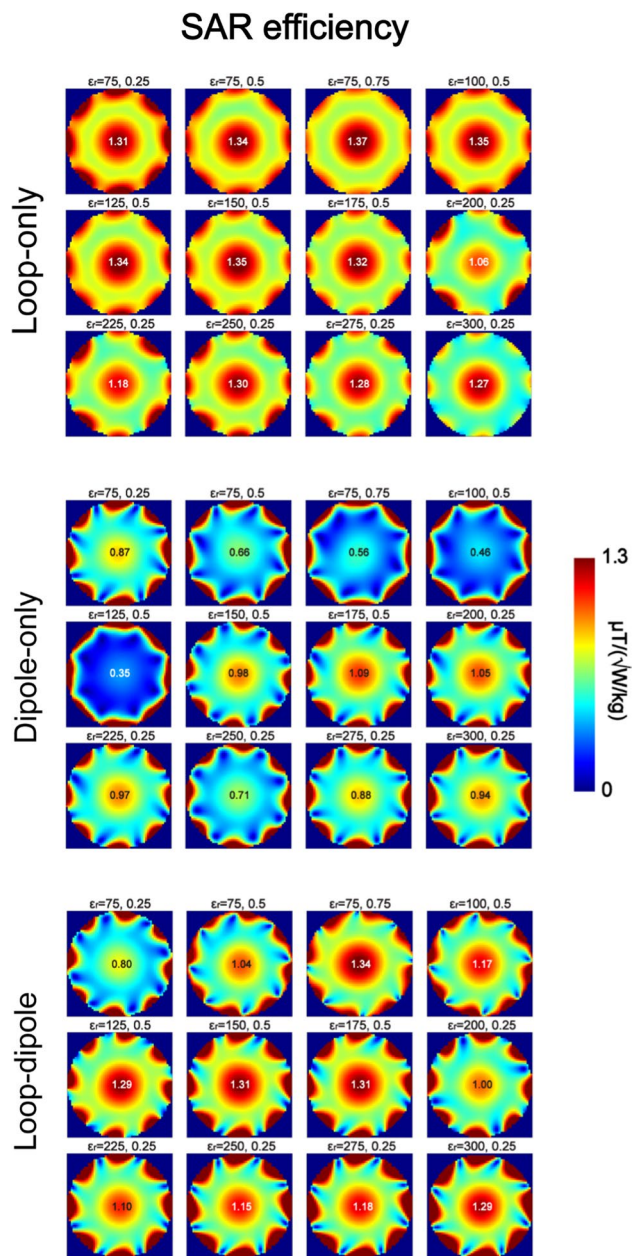 SAR efficiency
Loop-only
εr=75, 0.25 εr=75, 0.5 εr=75, 0.75 εr=100, 0.5
1.31 1.34 1.37 1.35
εr=125, 0.5 εr=150, 0.5 εr=175, 0.5 εr=200, 0.25
1.34 1.35 1.32 1.06
εr=225, 0.25 εr=250, 0.25 εr=275, 0.25 εr=300, 0.25
1.18 1.30 1.28 1.27
Dipole-only
εr=75, 0.25 εr=75, 0.5 εr=75, 0.75 εr=100, 0.5
0.87 0.66 0.56 0.46
εr=125, 0.5 εr=150, 0.5 εr=175, 0.5 εr=200, 0.25
0.35 0.98 1.09 1.05
εr=225, 0.25 εr=250, 0.25 εr=275, 0.25 εr=300, 0.25
0.97 0.71 0.88 0.94
1.3
μT/(√W/kg)
0
Loop-dipole
εr=75, 0.25 εr=75, 0.5 εr=75, 0.75 εr=100, 0.5
0.80 1.04 1.34 1.17
εr=125, 0.5 εr=150, 0.5 εr=175, 0.5 εr=200, 0.25
1.29 1.31 1.31 1.00
εr=225, 0.25 εr=250, 0.25 εr=275, 0.25 εr=300, 0.25
1.10 1.15 1.18 1.29